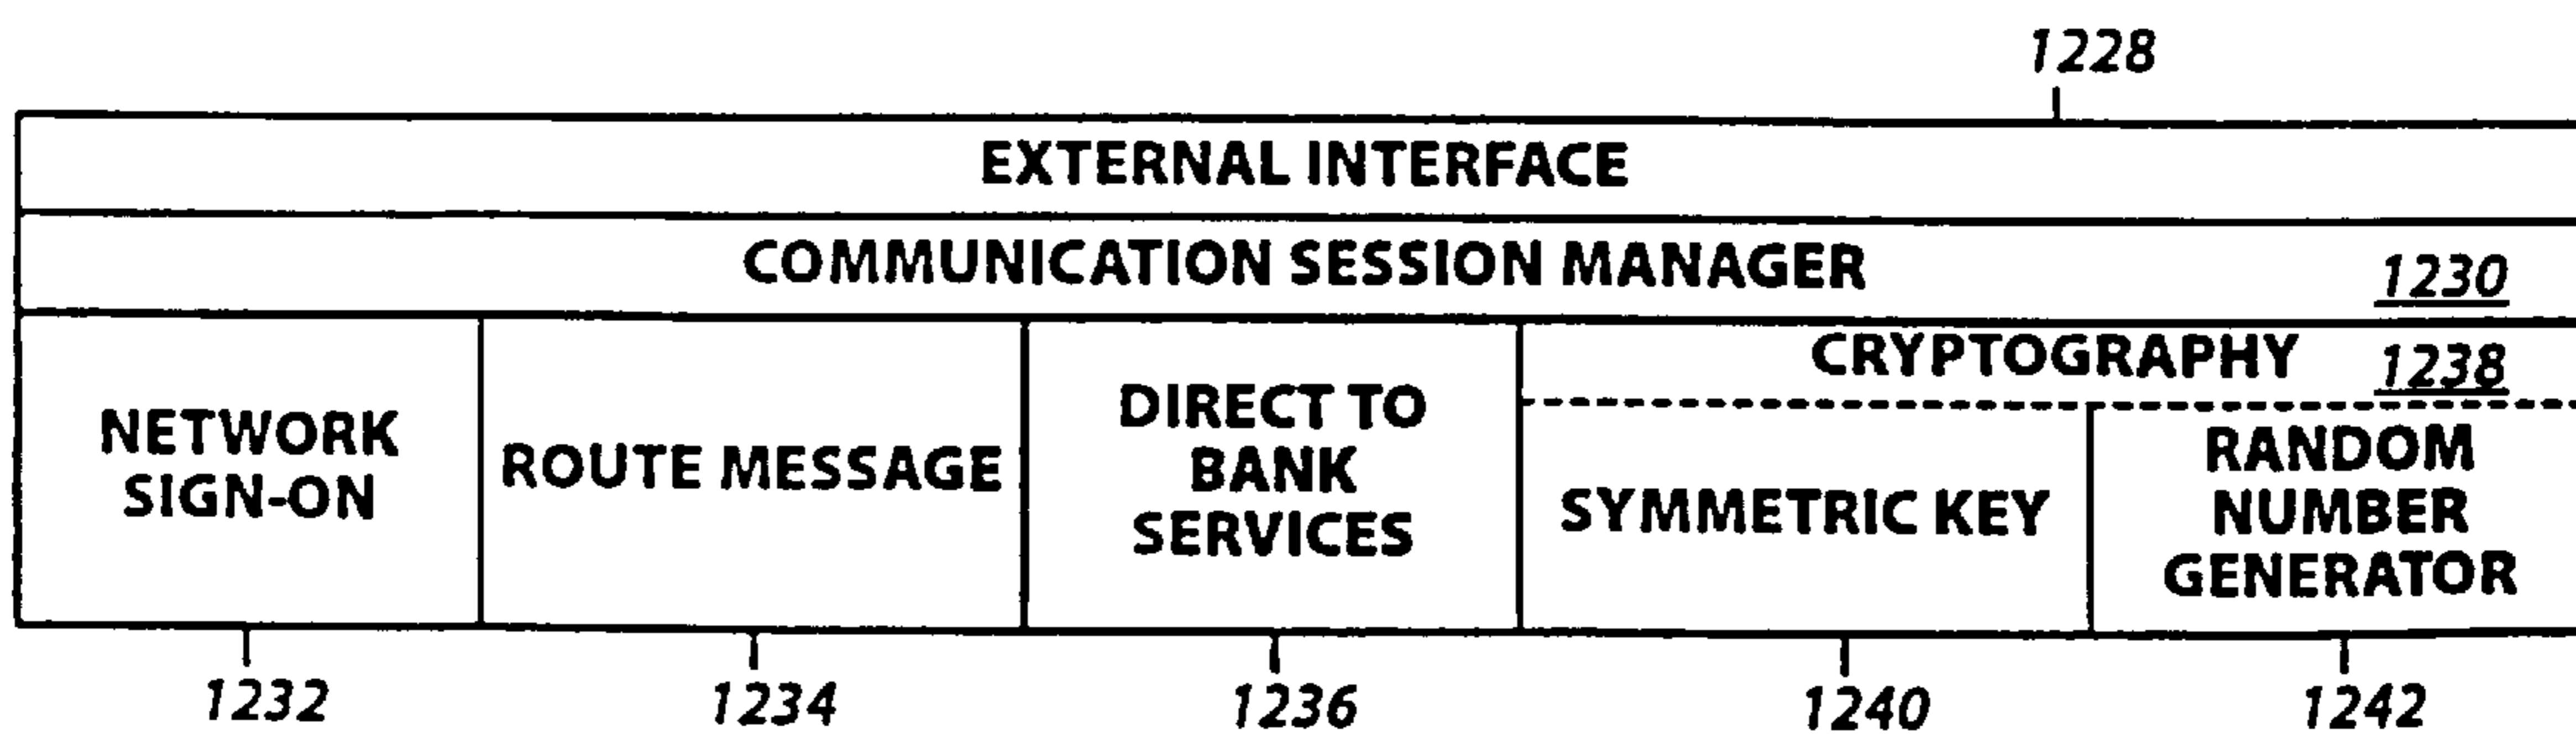 1228
EXTERNAL INTERFACE
COMMUNICATION SESSION MANAGER 1230
NETWORK
SIGN-ON
ROUTE MESSAGE
DIRECT TO
BANK
SERVICES
CRYPTOGRAPHY 1238
SYMMETRIC KEY
RANDOM
NUMBER
GENERATOR
1232 1234 1236 1240 1242